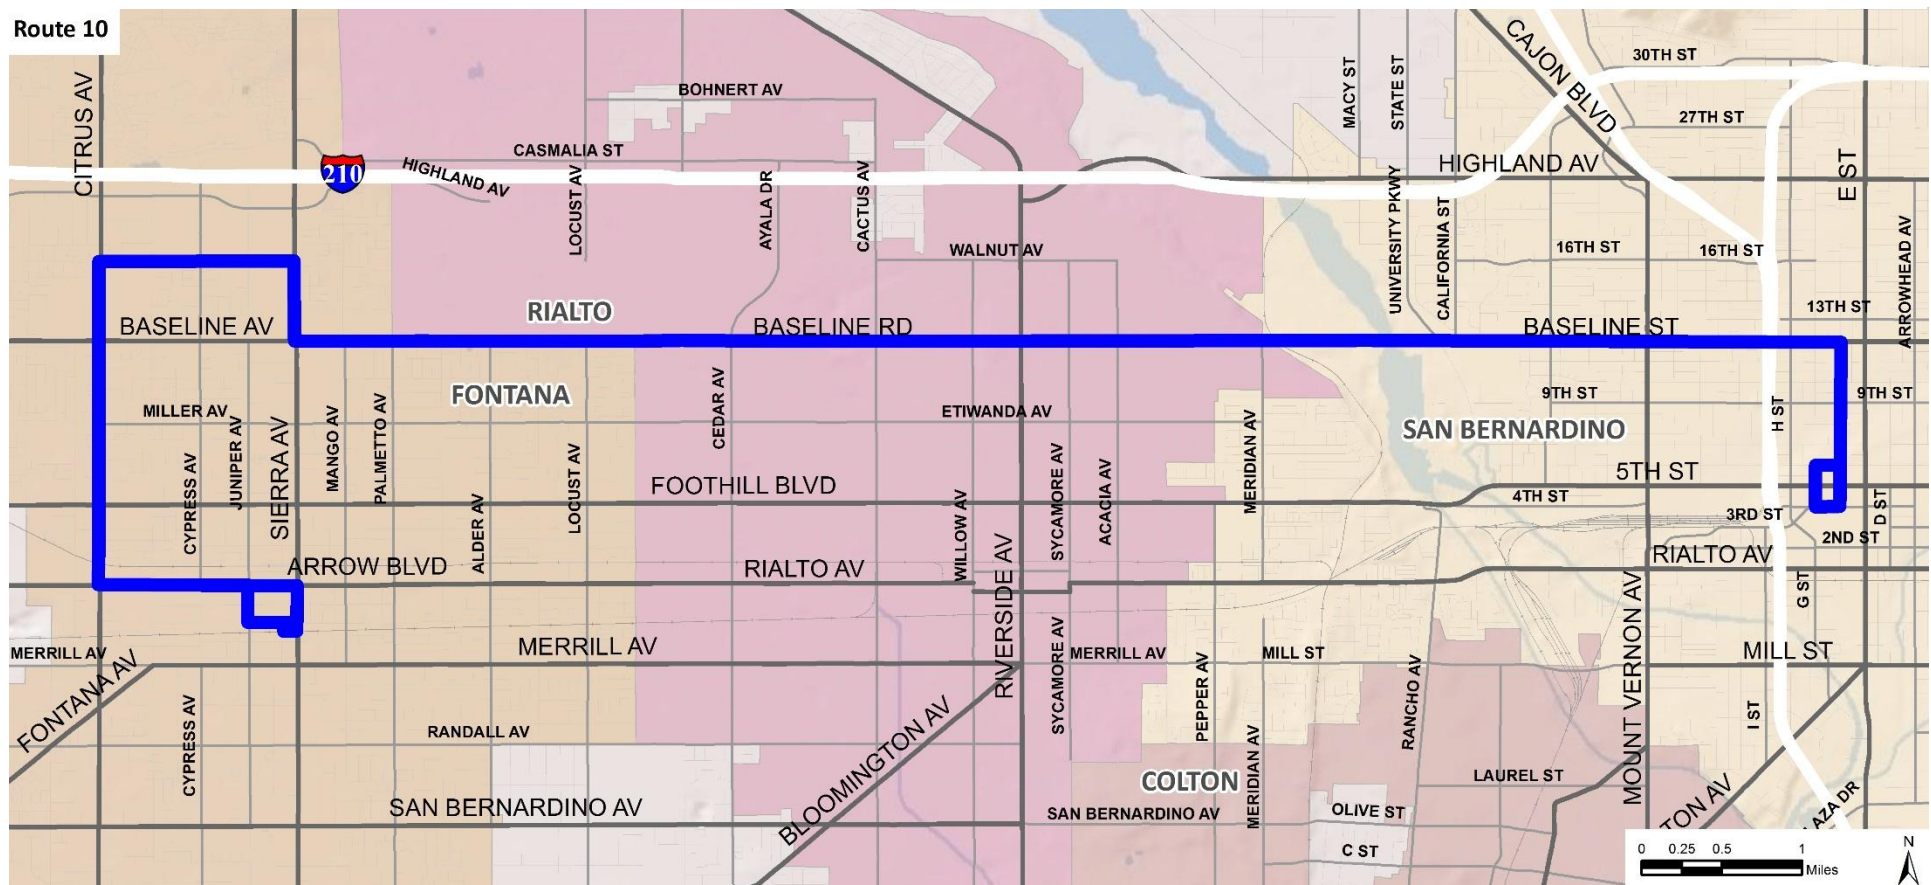 Route 10
CITRUS AV
BOHNERT AV
CASMALIA ST
210
HIGHLAND AV
LOCUST AV
AYALA DR
CACTUS AV
WALNUT AV
MACY ST
STATE ST
CAJON BLVD
30TH ST
27TH ST
HIGHLAND AV
E ST
UNIVERSITY PKWY
CALIFORNIA ST
16TH ST
16TH ST
13TH ST
ARROWHEAD AV
RIALTO
BASELINE AV
BASELINE RD
BASELINE ST
FONTANA
CEDAR AV
MILLER AV
JUNIPER AV
SIERRA AV
MANGO AV
PALMETTO AV
ETIWANDA AV
MERIDIAN AV
SAN BERNARDINO
9TH ST
H ST
9TH ST
CYPRESS AV
ALDER AV
LOCUST AV
FOOTHILL BLVD
WILLOW AV
SYCAMORE AV
ACACIA AV
5TH ST
4TH ST
3RD ST
D ST
2ND ST
ARROW BLVD
RIALTO AV
RIVERSIDE AV
RIALTO AV
G ST
MERRILL AV
FONTANA AV
MERRILL AV
SYCAMORE AV
MERRILL AV
PEPPER AV
MILL ST
RANCHO AV
MOUNT VERNON AV
MILL ST
I ST
CYPRESS AV
RANDALL AV
BLOOMINGTON AV
COLTON
MERIDIAN AV
LAUREL ST
SAN BERNARDINO AV
SAN BERNARDINO AV
OLIVE ST
C ST
TON AV
LAZA DR
0 0.25 0.5 1
Miles
N